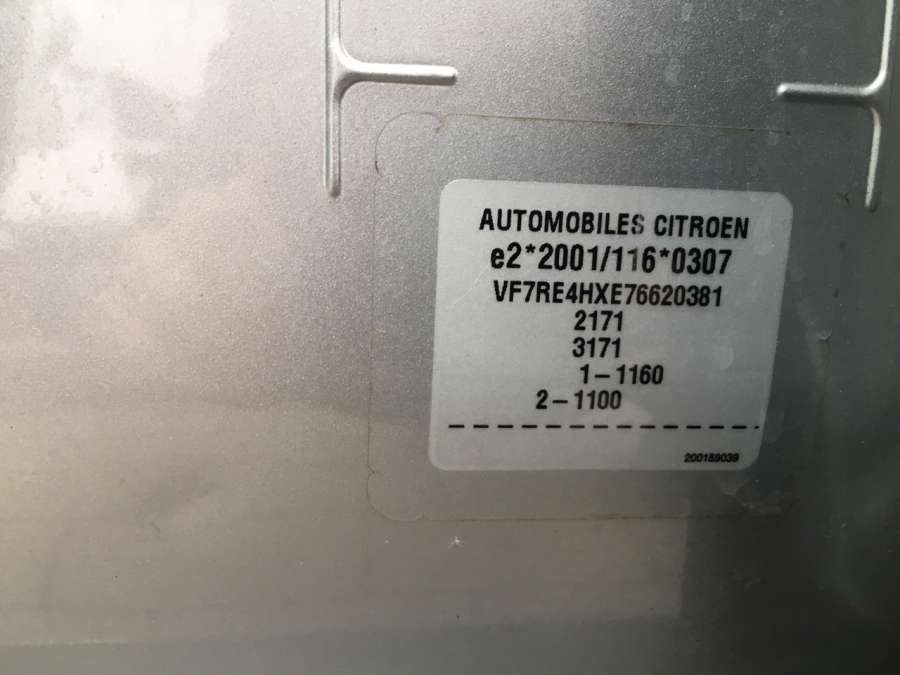 AUTOMOBILES CITROEN
e2*2001/116*0307
VF7RE4HXE76620381
2171
3171
1-1160
2-1100
200189039